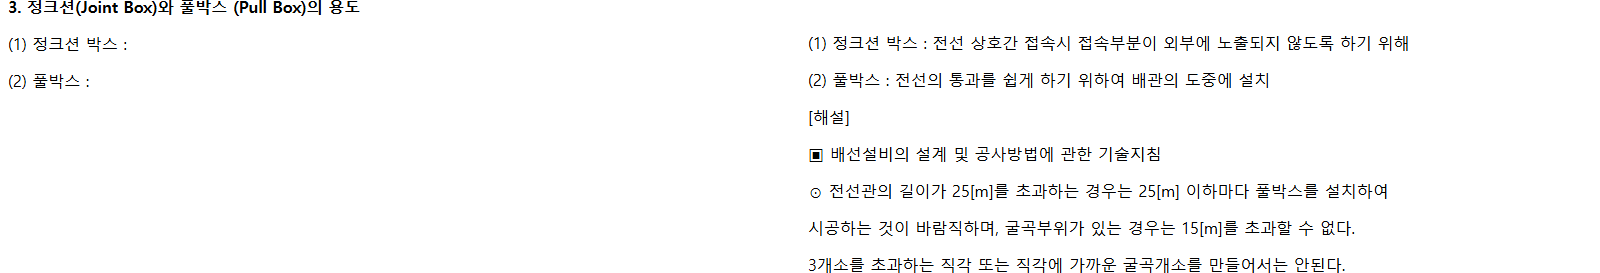 3. 정크션(Joint Box)와 풀박스 (Pull Box)의 용도
(1) 정크션 박스 :
(2) 풀박스 :
(1) 정크션 박스 : 전선 상호간 접속시 접속부분이 외부에 노출되지 않도록 하기 위해
(2) 풀박스 : 전선의 통과를 쉽게 하기 위하여 배관의 도중에 설치
[해설]
▣ 배선설비의 설계 및 공사방법에 관한 기술지침
⊙ 전선관의 길이가 25[m]를 초과하는 경우는 25[m] 이하마다 풀박스를 설치하여
시공하는 것이 바람직하며, 굴곡부위가 있는 경우는 15[m]를 초과할 수 없다.
3개소를 초과하는 직각 또는 직각에 가까운 굴곡개소를 만들어서는 안된다.